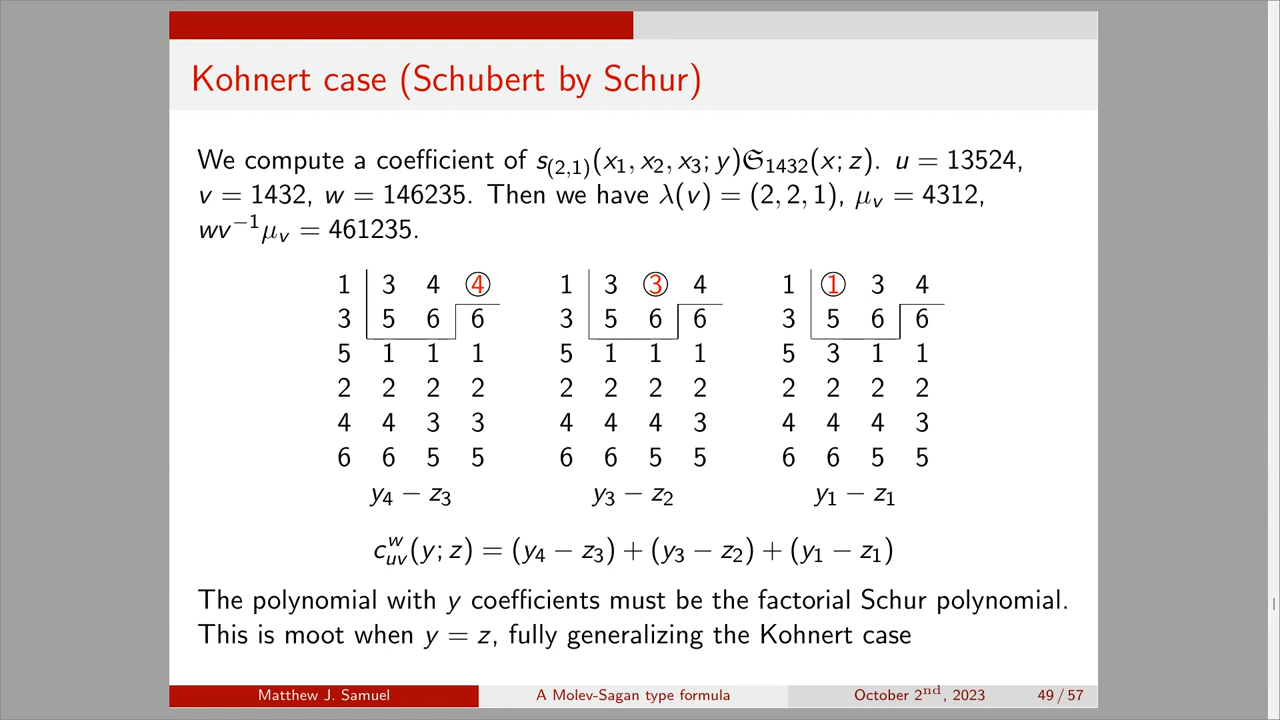 Kohnert case (Schubert by Schur)
We compute a coefficient of s₍₂,₁₎(x₁, x₂, x₃; y)𝔖₁₄₃₂(x; z). u = 13524,
v = 1432, w = 146235. Then we have λ(v) = (2, 2, 1), μᵥ = 4312,
wv⁻¹μᵥ = 461235.
1 3 4 4 1 3 3 4 1 1 3 4
3 5 6 6 3 5 6 6 3 5 6 6
5 1 1 1 5 1 1 1 5 3 1 1
2 2 2 2 2 2 2 2 2 2 2 2
4 4 3 3 4 4 4 3 4 4 4 3
6 6 5 5 6 6 5 5 6 6 5 5
y₄ − z₃ y₃ − z₂ y₁ − z₁
c^w_{uv}(y; z) = (y₄ − z₃) + (y₃ − z₂) + (y₁ − z₁)
The polynomial with y coefficients must be the factorial Schur polynomial.
This is moot when y = z, fully generalizing the Kohnert case
Matthew J. Samuel A Molev-Sagan type formula October 2nd, 2023 49 / 57